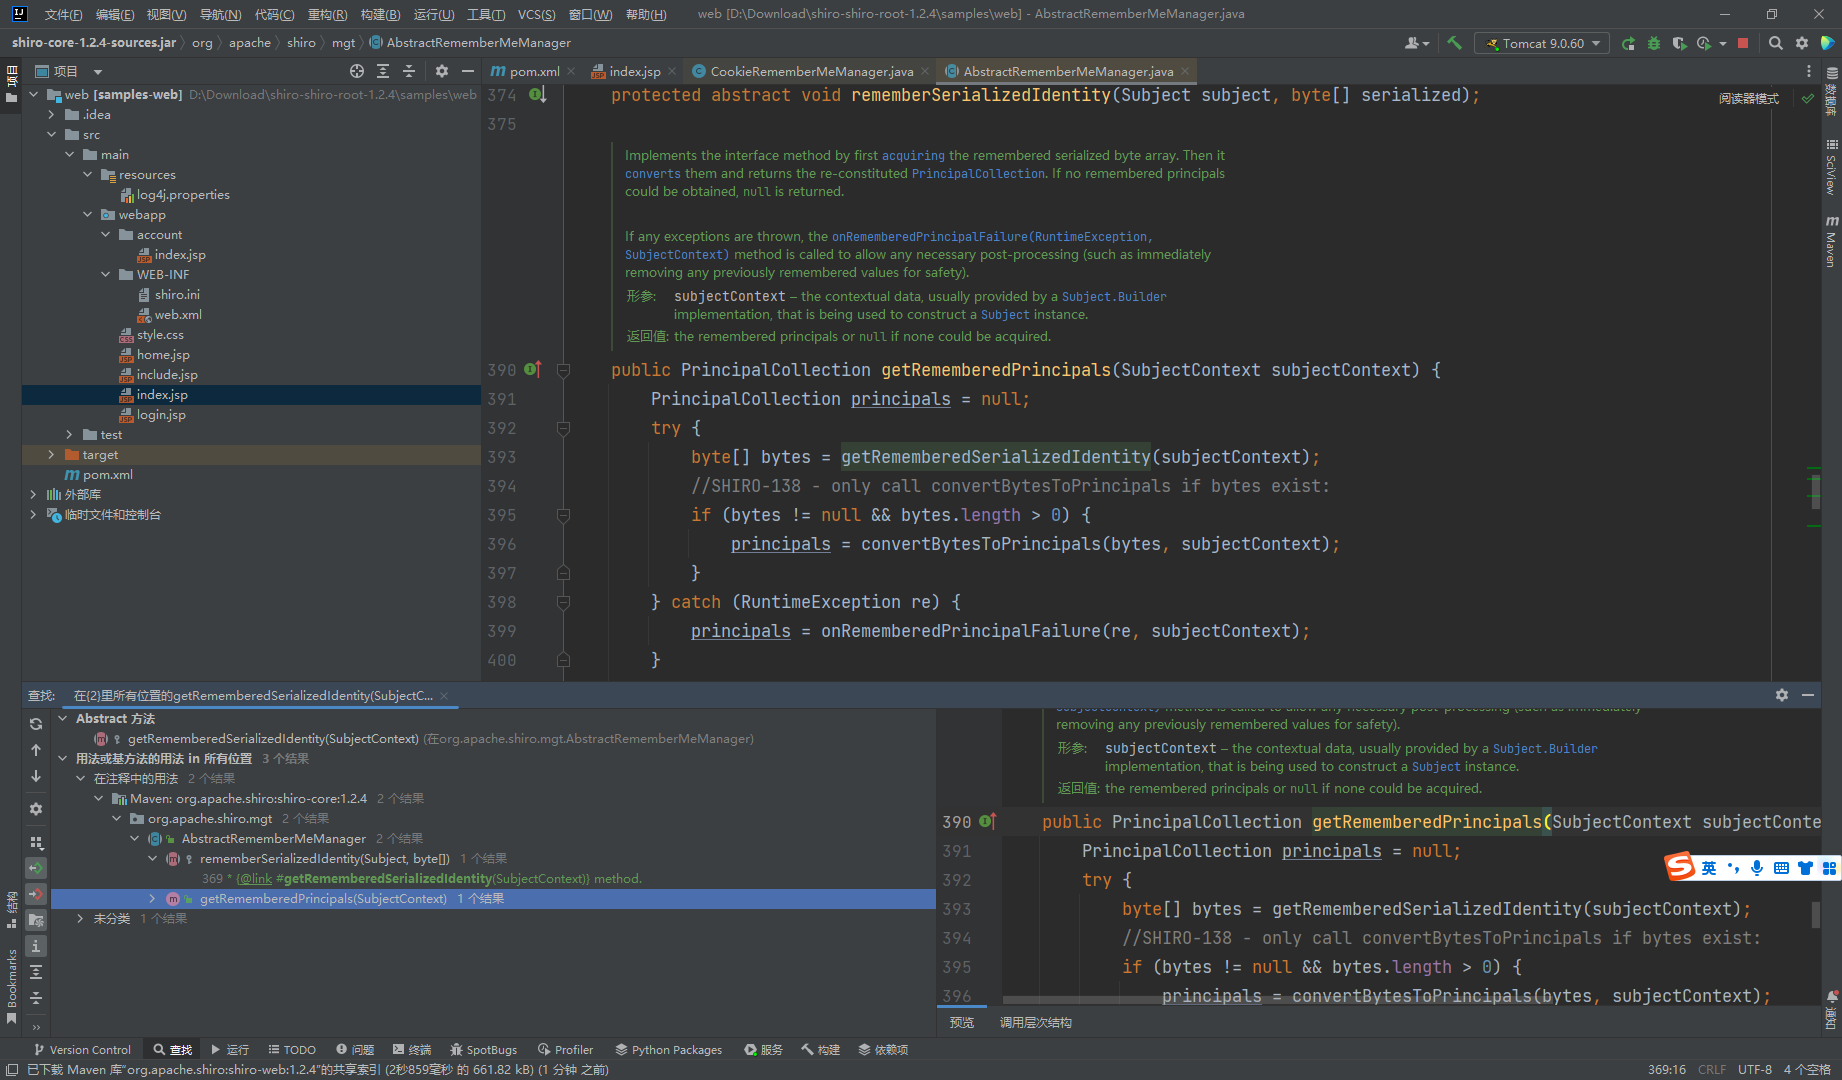 文件(F) 编辑(E) 视图(V) 导航(N) 代码(C) 重构(R) 构建(B) 运行(U) 工具(T) VCS(S) 窗口(W) 帮助(H) web [D:\Download\shiro-shiro-root-1.2.4\samples\web] - AbstractRememberMeManager.java
shiro-core-1.2.4-sources.jar org apache shiro mgt AbstractRememberMeManager Tomcat 9.0.60
项目
项目
pom.xml index.jsp CookieRememberMeManager.java AbstractRememberMeManager.java
web [samples-web] D:\Download\shiro-shiro-root-1.2.4\samples\web
.idea
src
main
resources
log4j.properties
webapp
account
index.jsp
WEB-INF
shiro.ini
web.xml
style.css
home.jsp
include.jsp
index.jsp
login.jsp
test
target
pom.xml
外部库
临时文件和控制台
阅读器模式
数据库
SciView
Maven
374 protected abstract void rememberSerializedIdentity(Subject subject, byte[] serialized);
375
Implements the interface method by first acquiring the remembered serialized byte array. Then it
converts them and returns the re-constituted PrincipalCollection. If no remembered principals
could be obtained, null is returned.
If any exceptions are thrown, the onRememberedPrincipalFailure(RuntimeException,
SubjectContext) method is called to allow any necessary post-processing (such as immediately
removing any previously remembered values for safety).
形参: subjectContext – the contextual data, usually provided by a Subject.Builder
implementation, that is being used to construct a Subject instance.
返回值: the remembered principals or null if none could be acquired.
390 public PrincipalCollection getRememberedPrincipals(SubjectContext subjectContext) {
391 PrincipalCollection principals = null;
392 try {
393 byte[] bytes = getRememberedSerializedIdentity(subjectContext);
394 //SHIRO-138 - only call convertBytesToPrincipals if bytes exist:
395 if (bytes != null && bytes.length > 0) {
396 principals = convertBytesToPrincipals(bytes, subjectContext);
397 }
398 } catch (RuntimeException re) {
399 principals = onRememberedPrincipalFailure(re, subjectContext);
400 }
查找: 在{2}里所有位置的getRememberedSerializedIdentity(SubjectC...
Abstract 方法
getRememberedSerializedIdentity(SubjectContext) (在org.apache.shiro.mgt.AbstractRememberMeManager)
用法或基方法的用法 in 所有位置 3 个结果
在注释中的用法 2 个结果
Maven: org.apache.shiro:shiro-core:1.2.4 2 个结果
org.apache.shiro.mgt 2 个结果
AbstractRememberMeManager 2 个结果
rememberSerializedIdentity(Subject, byte[]) 1 个结果
369 * {@link #getRememberedSerializedIdentity(SubjectContext)} method.
getRememberedPrincipals(SubjectContext) 1 个结果
未分类 1 个结果
SubjectContext) method is called to allow any necessary post-processing (such as immediately
removing any previously remembered values for safety).
形参: subjectContext – the contextual data, usually provided by a Subject.Builder
implementation, that is being used to construct a Subject instance.
返回值: the remembered principals or null if none could be acquired.
390 public PrincipalCollection getRememberedPrincipals(SubjectContext subjectConte
391 PrincipalCollection principals = null;
392 try {
393 byte[] bytes = getRememberedSerializedIdentity(subjectContext);
394 //SHIRO-138 - only call convertBytesToPrincipals if bytes exist:
395 if (bytes != null && bytes.length > 0) {
396 principals = convertBytesToPrincipals(bytes, subjectContext);
英
结构
Bookmarks
通知
预览 调用层次结构
Version Control 查找 运行 TODO 问题 终端 SpotBugs Profiler Python Packages 服务 构建 依赖项
已下载 Maven 库"org.apache.shiro:shiro-web:1.2.4"的共享索引 (2秒859毫秒 的 661.82 kB) (1 分钟 之前) 369:16 CRLF UTF-8 4 个空格